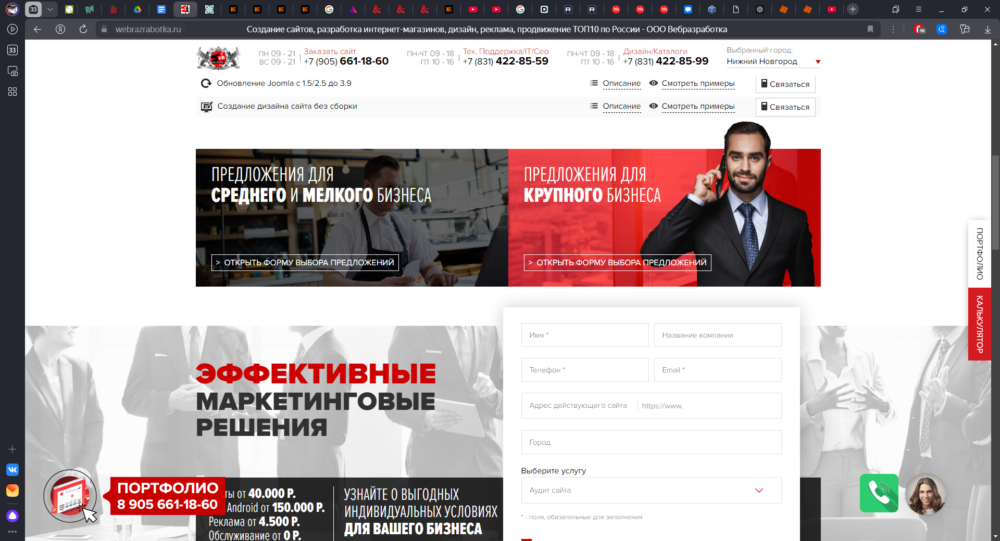 33
webrazrabotka.ru
Создание сайтов, разработка интернет-магазинов, дизайн, реклама, продвижение ТОП10 по России - ООО Вебразработка
16
33
ПН 09 - 21
ВС 09 - 21
Заказать сайт
+7 (905) 661-18-60
ПН-ЧТ 09 - 18
ПТ 10 - 16
Тех. Поддержка/IT/Сео
+7 (831) 422-85-59
ПН-ЧТ 09 - 18
ПТ 10 - 16
Дизайн/Каталоги
+7 (831) 422-85-99
Выбранный город:
Нижний Новгород
Обновление Joomla с 1.5/2.5 до 3.9
Описание
Смотреть примеры
Связаться
Создание дизайна сайта без сборки
Описание
Смотреть примеры
Связаться
ПРЕДЛОЖЕНИЯ ДЛЯ
СРЕДНЕГО И МЕЛКОГО БИЗНЕСА
> ОТКРЫТЬ ФОРМУ ВЫБОРА ПРЕДЛОЖЕНИЙ
ПРЕДЛОЖЕНИЯ ДЛЯ
КРУПНОГО БИЗНЕСА
> ОТКРЫТЬ ФОРМУ ВЫБОРА ПРЕДЛОЖЕНИЙ
ПОРТФОЛИО
КАЛЬКУЛЯТОР
ЭФФЕКТИВНЫЕ
МАРКЕТИНГОВЫЕ
РЕШЕНИЯ
Имя *
Название компании
Телефон *
Email *
Адрес действующего сайта
https://www.
Город
Выберите услугу
Аудит сайта
* - поля, обязательные для заполнения
ПОРТФОЛИО
8 905 661-18-60
ты от 40.000 Р.
Android от 150.000 Р.
Реклама от 4.500 Р.
Обслуживание от 0 Р.
УЗНАЙТЕ О ВЫГОДНЫХ
ИНДИВИДУАЛЬНЫХ УСЛОВИЯХ
ДЛЯ ВАШЕГО БИЗНЕСА